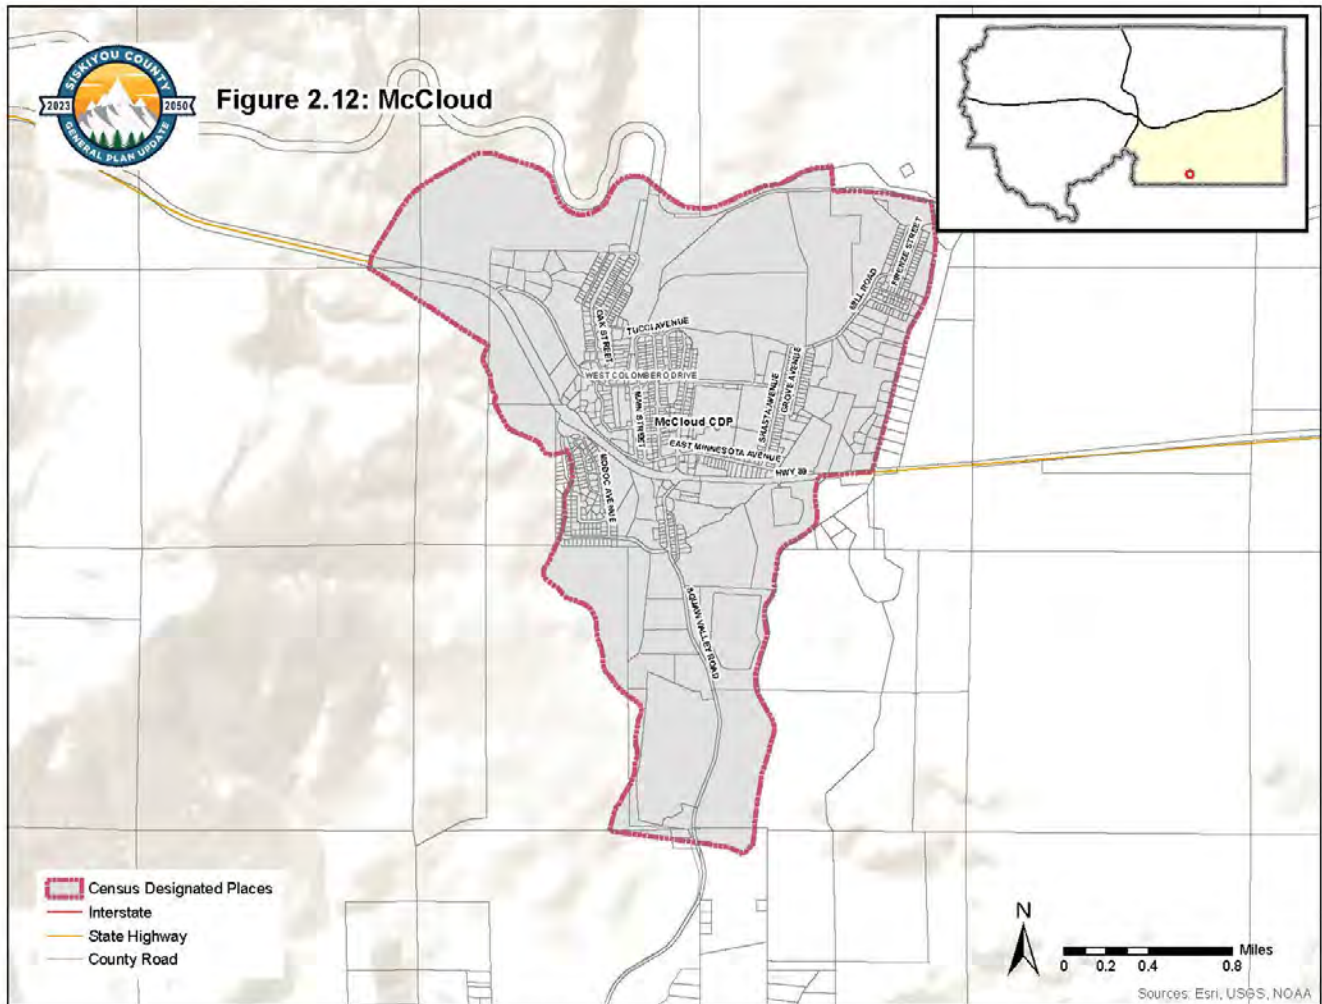 SISKIYOU COUNTY
2023
2050
GENERAL PLAN UPDATE
Figure 2.12: McCloud
FIRENZE STREET
MILL ROAD
OAK STREET
TUCCI AVENUE
WEST COLOMBERO DRIVE
MAIN STREET
McCloud CDP
SHASTA AVENUE
GROVE AVENUE
EAST MINNESOTA AVENUE
HWY 89
MODOC AVENUE
SQUAW VALLEY ROAD
Census Designated Places
Interstate
State Highway
County Road
N
Miles
0 0.2 0.4 0.8
Sources: Esri, USGS, NOAA